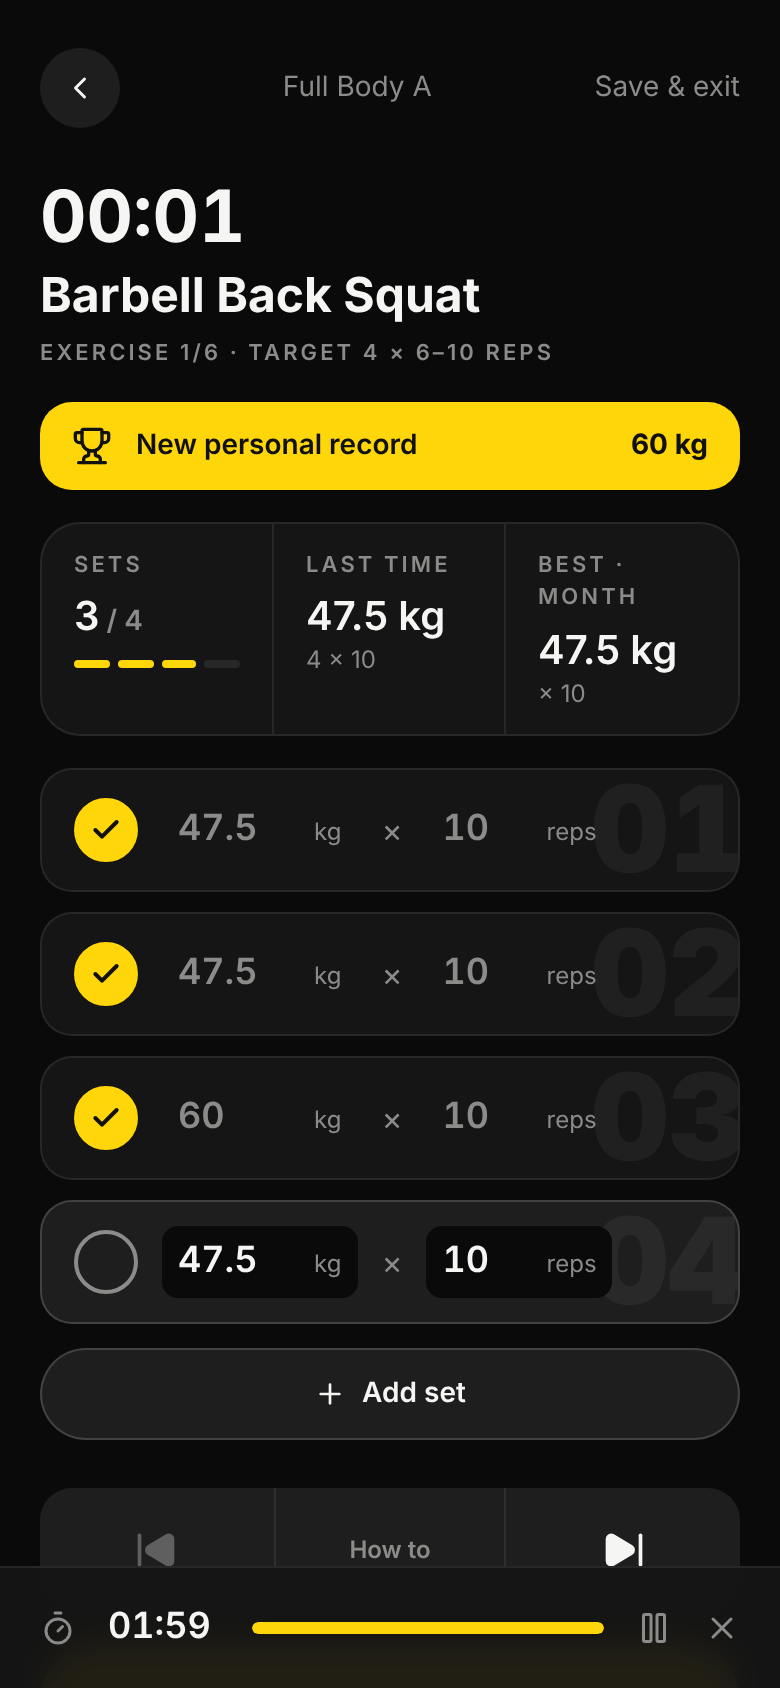 Full Body A
Save & exit
00:01
Barbell Back Squat
EXERCISE 1/6 · TARGET 4 × 6–10 REPS
New personal record 60 kg
SETS
3 / 4
LAST TIME
47.5 kg
4 × 10
BEST ·
MONTH
47.5 kg
× 10
47.5 kg × 10 reps 01
47.5 kg × 10 reps 02
60 kg × 10 reps 03
47.5 kg × 10 reps 04
+ Add set
How to
01:59